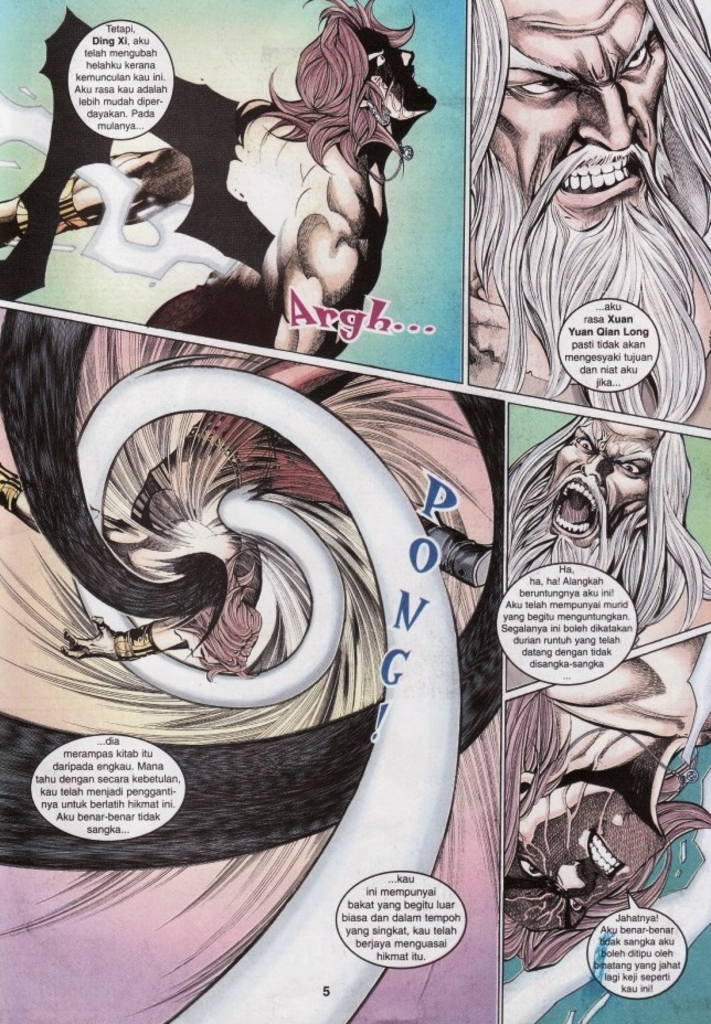 Tetapi,
Ding Xi, aku
telah mengubah
helahku kerana
kemunculan kau ini.
Aku rasa kau adalah
lebih mudah diper-
dayakan. Pada
mulanya...
Argh...
...aku
rasa Xuan
Yuan Qian Long
pasti tidak akan
mengesyaki tujuan
dan niat aku
jika...
PONG!
...dia
merampas kitab itu
daripada engkau. Mana
tahu dengan secara kebetulan,
kau telah menjadi pengganti-
nya untuk berlatih hikmat ini.
Aku benar-benar tidak
sangka...
...kau
ini mempunyai
bakat yang begitu luar
biasa dan dalam tempoh
yang singkat, kau telah
berjaya menguasai
hikmat itu.
Ha,
ha, ha! Alangkah
beruntungnya aku ini!
Aku telah mempunyai murid
yang begitu menguntungkan.
Segalanya ini boleh dikatakan
durian runtuh yang telah
datang dengan tidak
disangka-sangka
...
Jahatnya!
Aku benar-benar
tidak sangka aku
boleh ditipu oleh
binatang yang jahat
lagi keji seperti
kau ini!
5